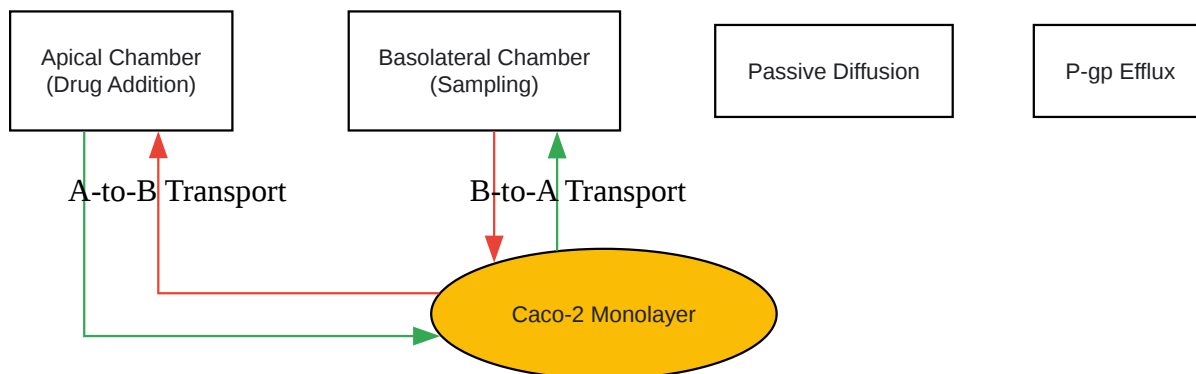 Apical Chamber
(Drug Addition)
Basolateral Chamber
(Sampling)
Passive Diffusion
P-gp Efflux
A-to-B Transport
B-to-A Transport
Caco-2 Monolayer